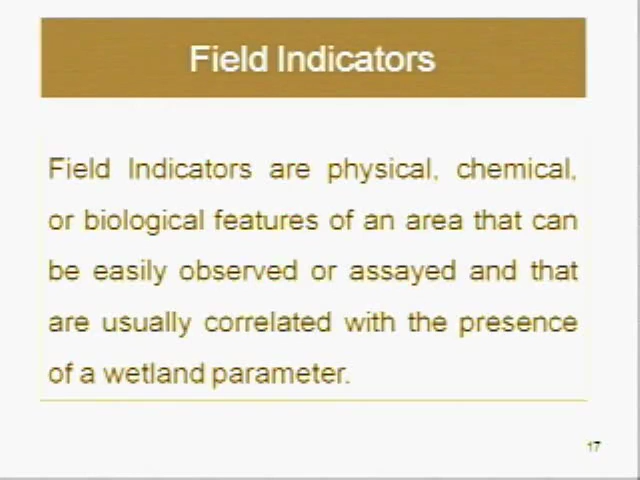 Field Indicators
Field Indicators are physical, chemical,
or biological features of an area that can
be easily observed or assayed and that
are usually correlated with the presence
of a wetland parameter.
17